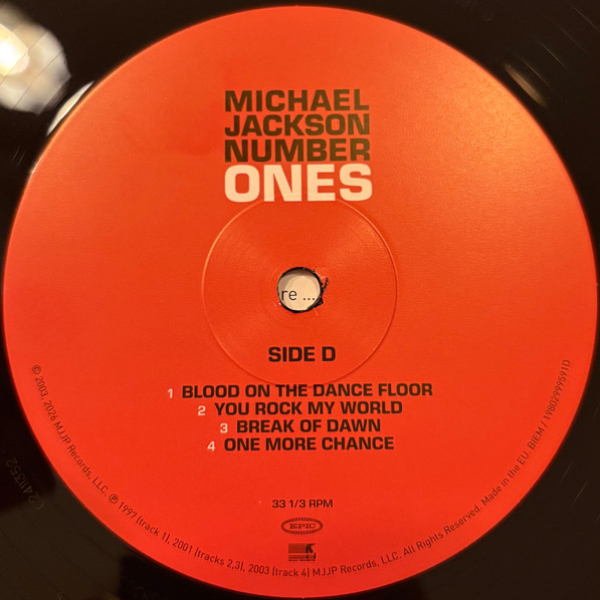 MICHAEL
JACKSON
NUMBER
ONES
re ...
SIDE D
1 BLOOD ON THE DANCE FLOOR
2 YOU ROCK MY WORLD
3 BREAK OF DAWN
4 ONE MORE CHANCE
33 1/3 RPM
EPIC
© 2003, 2026 MJJP Records, LLC. ℗ 1997 (track 1), 2001 (tracks 2,3), 2003 (track 4) MJJP Records, LLC. All Rights Reserved. Made in the EU. BIEM / 19802999591D